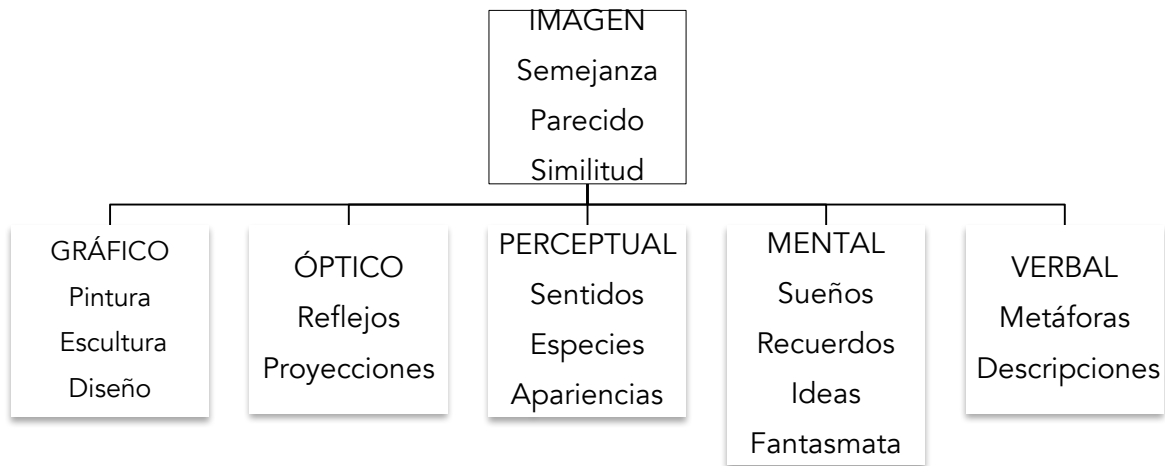 IMAGEN
Semejanza
Parecido
Similitud
GRÁFICO
Pintura
Escultura
Diseño
ÓPTICO
Reflejos
Proyecciones
PERCEPTUAL
Sentidos
Especies
Apariencias
MENTAL
Sueños
Recuerdos
Ideas
Fantasmata
VERBAL
Metáforas
Descripciones